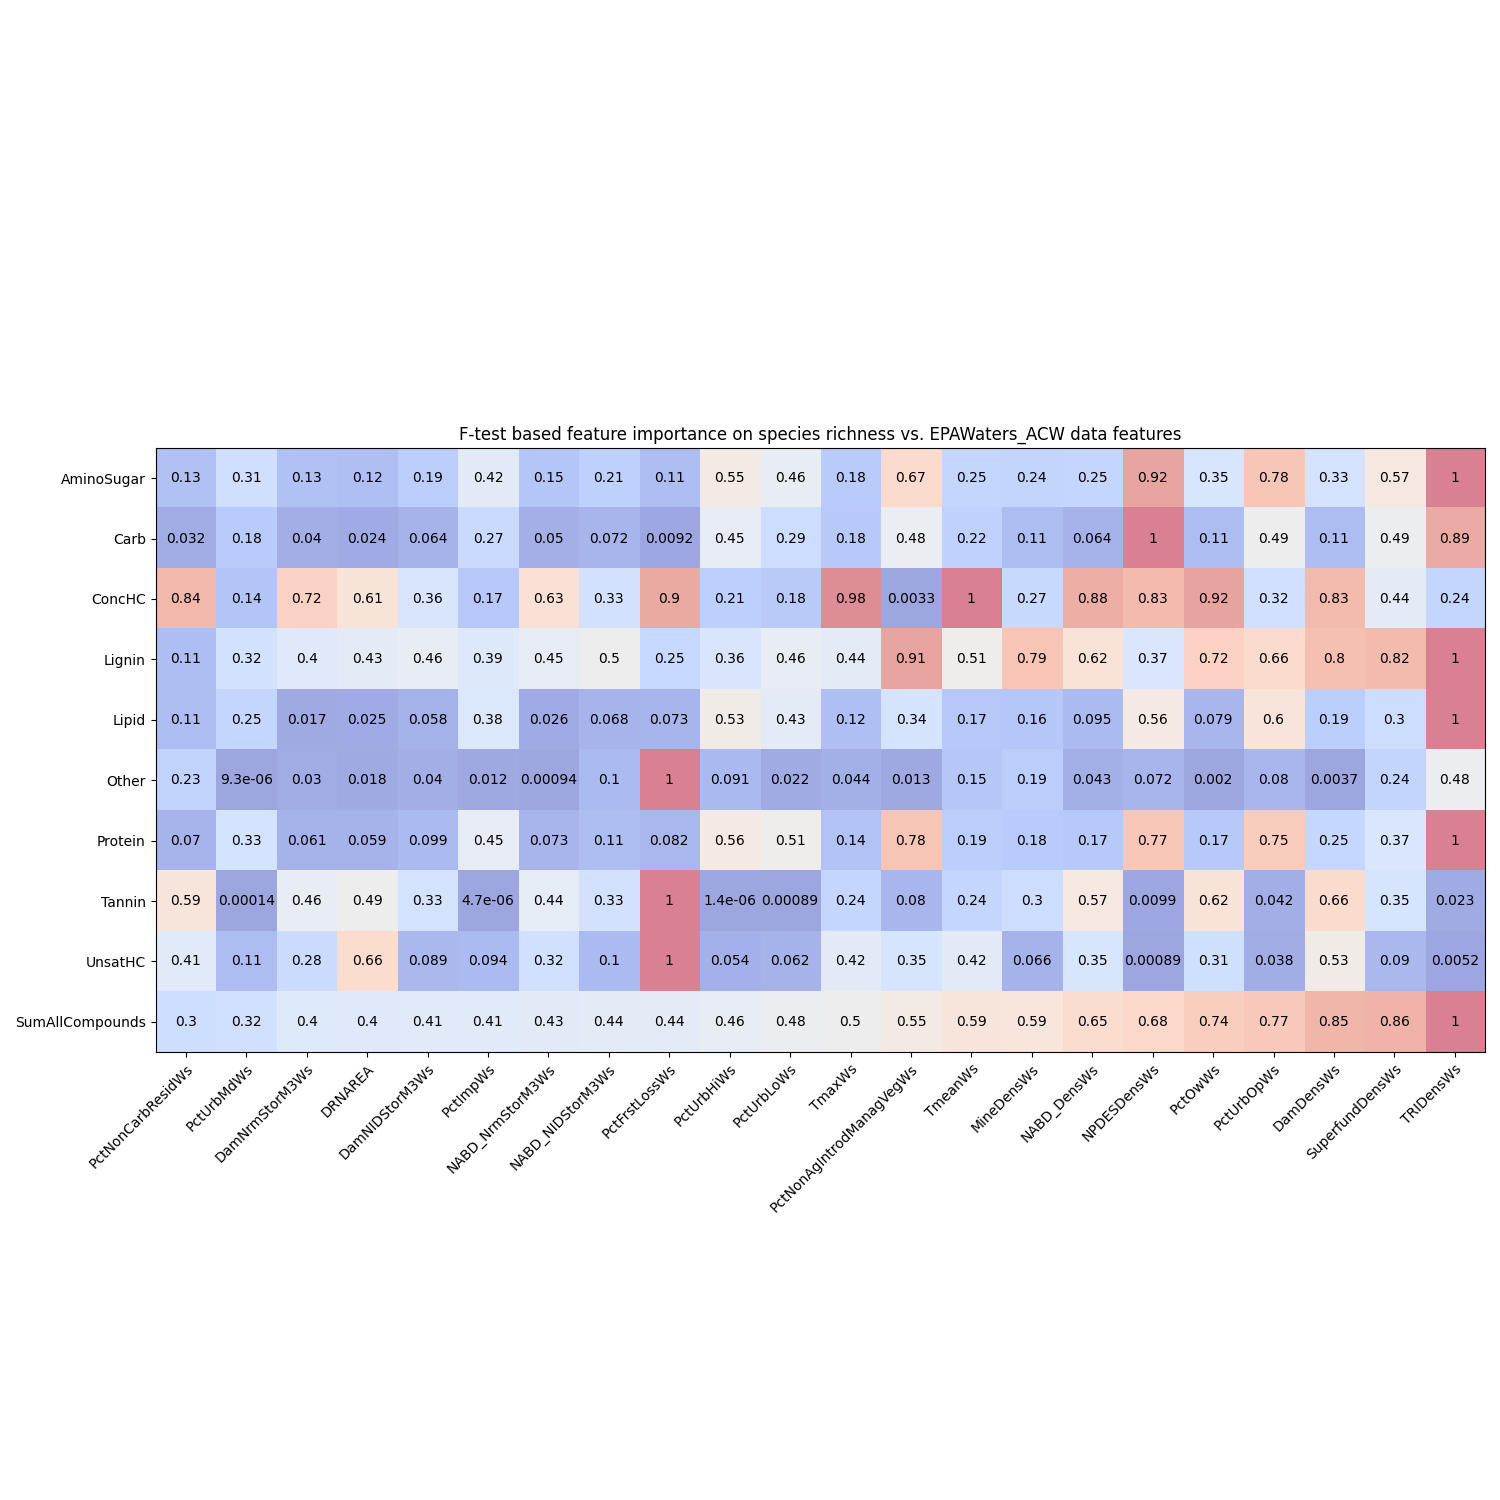 F-test based feature importance on species richness vs. EPAWaters_ACW data features
AminoSugar 0.13 0.31 0.13 0.12 0.19 0.42 0.15 0.21 0.11 0.55 0.46 0.18 0.67 0.25 0.24 0.25 0.92 0.35 0.78 0.33 0.57 1
Carb 0.032 0.18 0.04 0.024 0.064 0.27 0.05 0.072 0.0092 0.45 0.29 0.18 0.48 0.22 0.11 0.064 1 0.11 0.49 0.11 0.49 0.89
ConcHC 0.84 0.14 0.72 0.61 0.36 0.17 0.63 0.33 0.9 0.21 0.18 0.98 0.0033 1 0.27 0.88 0.83 0.92 0.32 0.83 0.44 0.24
Lignin 0.11 0.32 0.4 0.43 0.46 0.39 0.45 0.5 0.25 0.36 0.46 0.44 0.91 0.51 0.79 0.62 0.37 0.72 0.66 0.8 0.82 1
Lipid 0.11 0.25 0.017 0.025 0.058 0.38 0.026 0.068 0.073 0.53 0.43 0.12 0.34 0.17 0.16 0.095 0.56 0.079 0.6 0.19 0.3 1
Other 0.23 9.3e-06 0.03 0.018 0.04 0.012 0.00094 0.1 1 0.091 0.022 0.044 0.013 0.15 0.19 0.043 0.072 0.002 0.08 0.0037 0.24 0.48
Protein 0.07 0.33 0.061 0.059 0.099 0.45 0.073 0.11 0.082 0.56 0.51 0.14 0.78 0.19 0.18 0.17 0.77 0.17 0.75 0.25 0.37 1
Tannin 0.59 0.00014 0.46 0.49 0.33 4.7e-06 0.44 0.33 1 1.4e-06 0.00089 0.24 0.08 0.24 0.3 0.57 0.0099 0.62 0.042 0.66 0.35 0.023
UnsatHC 0.41 0.11 0.28 0.66 0.089 0.094 0.32 0.1 1 0.054 0.062 0.42 0.35 0.42 0.066 0.35 0.00089 0.31 0.038 0.53 0.09 0.0052
SumAllCompounds 0.3 0.32 0.4 0.4 0.41 0.41 0.43 0.44 0.44 0.46 0.48 0.5 0.55 0.59 0.59 0.65 0.68 0.74 0.77 0.85 0.86 1
PctNonCarbResidWs
PctUrbMdWs
DamNrmStorM3Ws
DRNAREA
DamNIDStorM3Ws
PctImpWs
NABD_NrmStorM3Ws
NABD_NIDStorM3Ws
PctFrstLossWs
PctUrbHiWs
PctUrbLoWs
TmaxWs
PctNonAgIntrodManagVegWs
TmeanWs
MineDensWs
NABD_DensWs
NPDESDensWs
PctOwWs
PctUrbOpWs
DamDensWs
SuperfundDensWs
TRIDensWs